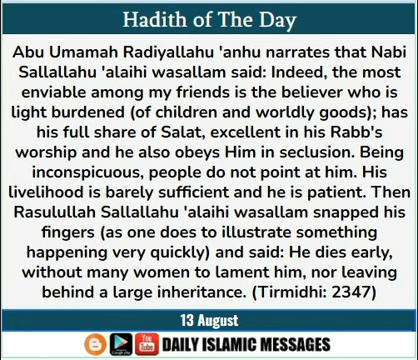 Hadith of The Day
Abu Umamah Radiyallahu 'anhu narrates that Nabi
Sallallahu 'alaihi wasallam said: Indeed, the most
enviable among my friends is the believer who is
light burdened (of children and worldly goods); has
his full share of Salat, excellent in his Rabb's
worship and he also obeys Him in seclusion. Being
inconspicuous, people do not point at him. His
livelihood is barely sufficient and he is patient. Then
Rasulullah Sallallahu 'alaihi wasallam snapped his
fingers (as one does to illustrate something
happening very quickly) and said: He dies early,
without many women to lament him, nor leaving
behind a large inheritance. (Tirmidhi: 2347)
13 August
You Tube DAILY ISLAMIC MESSAGES